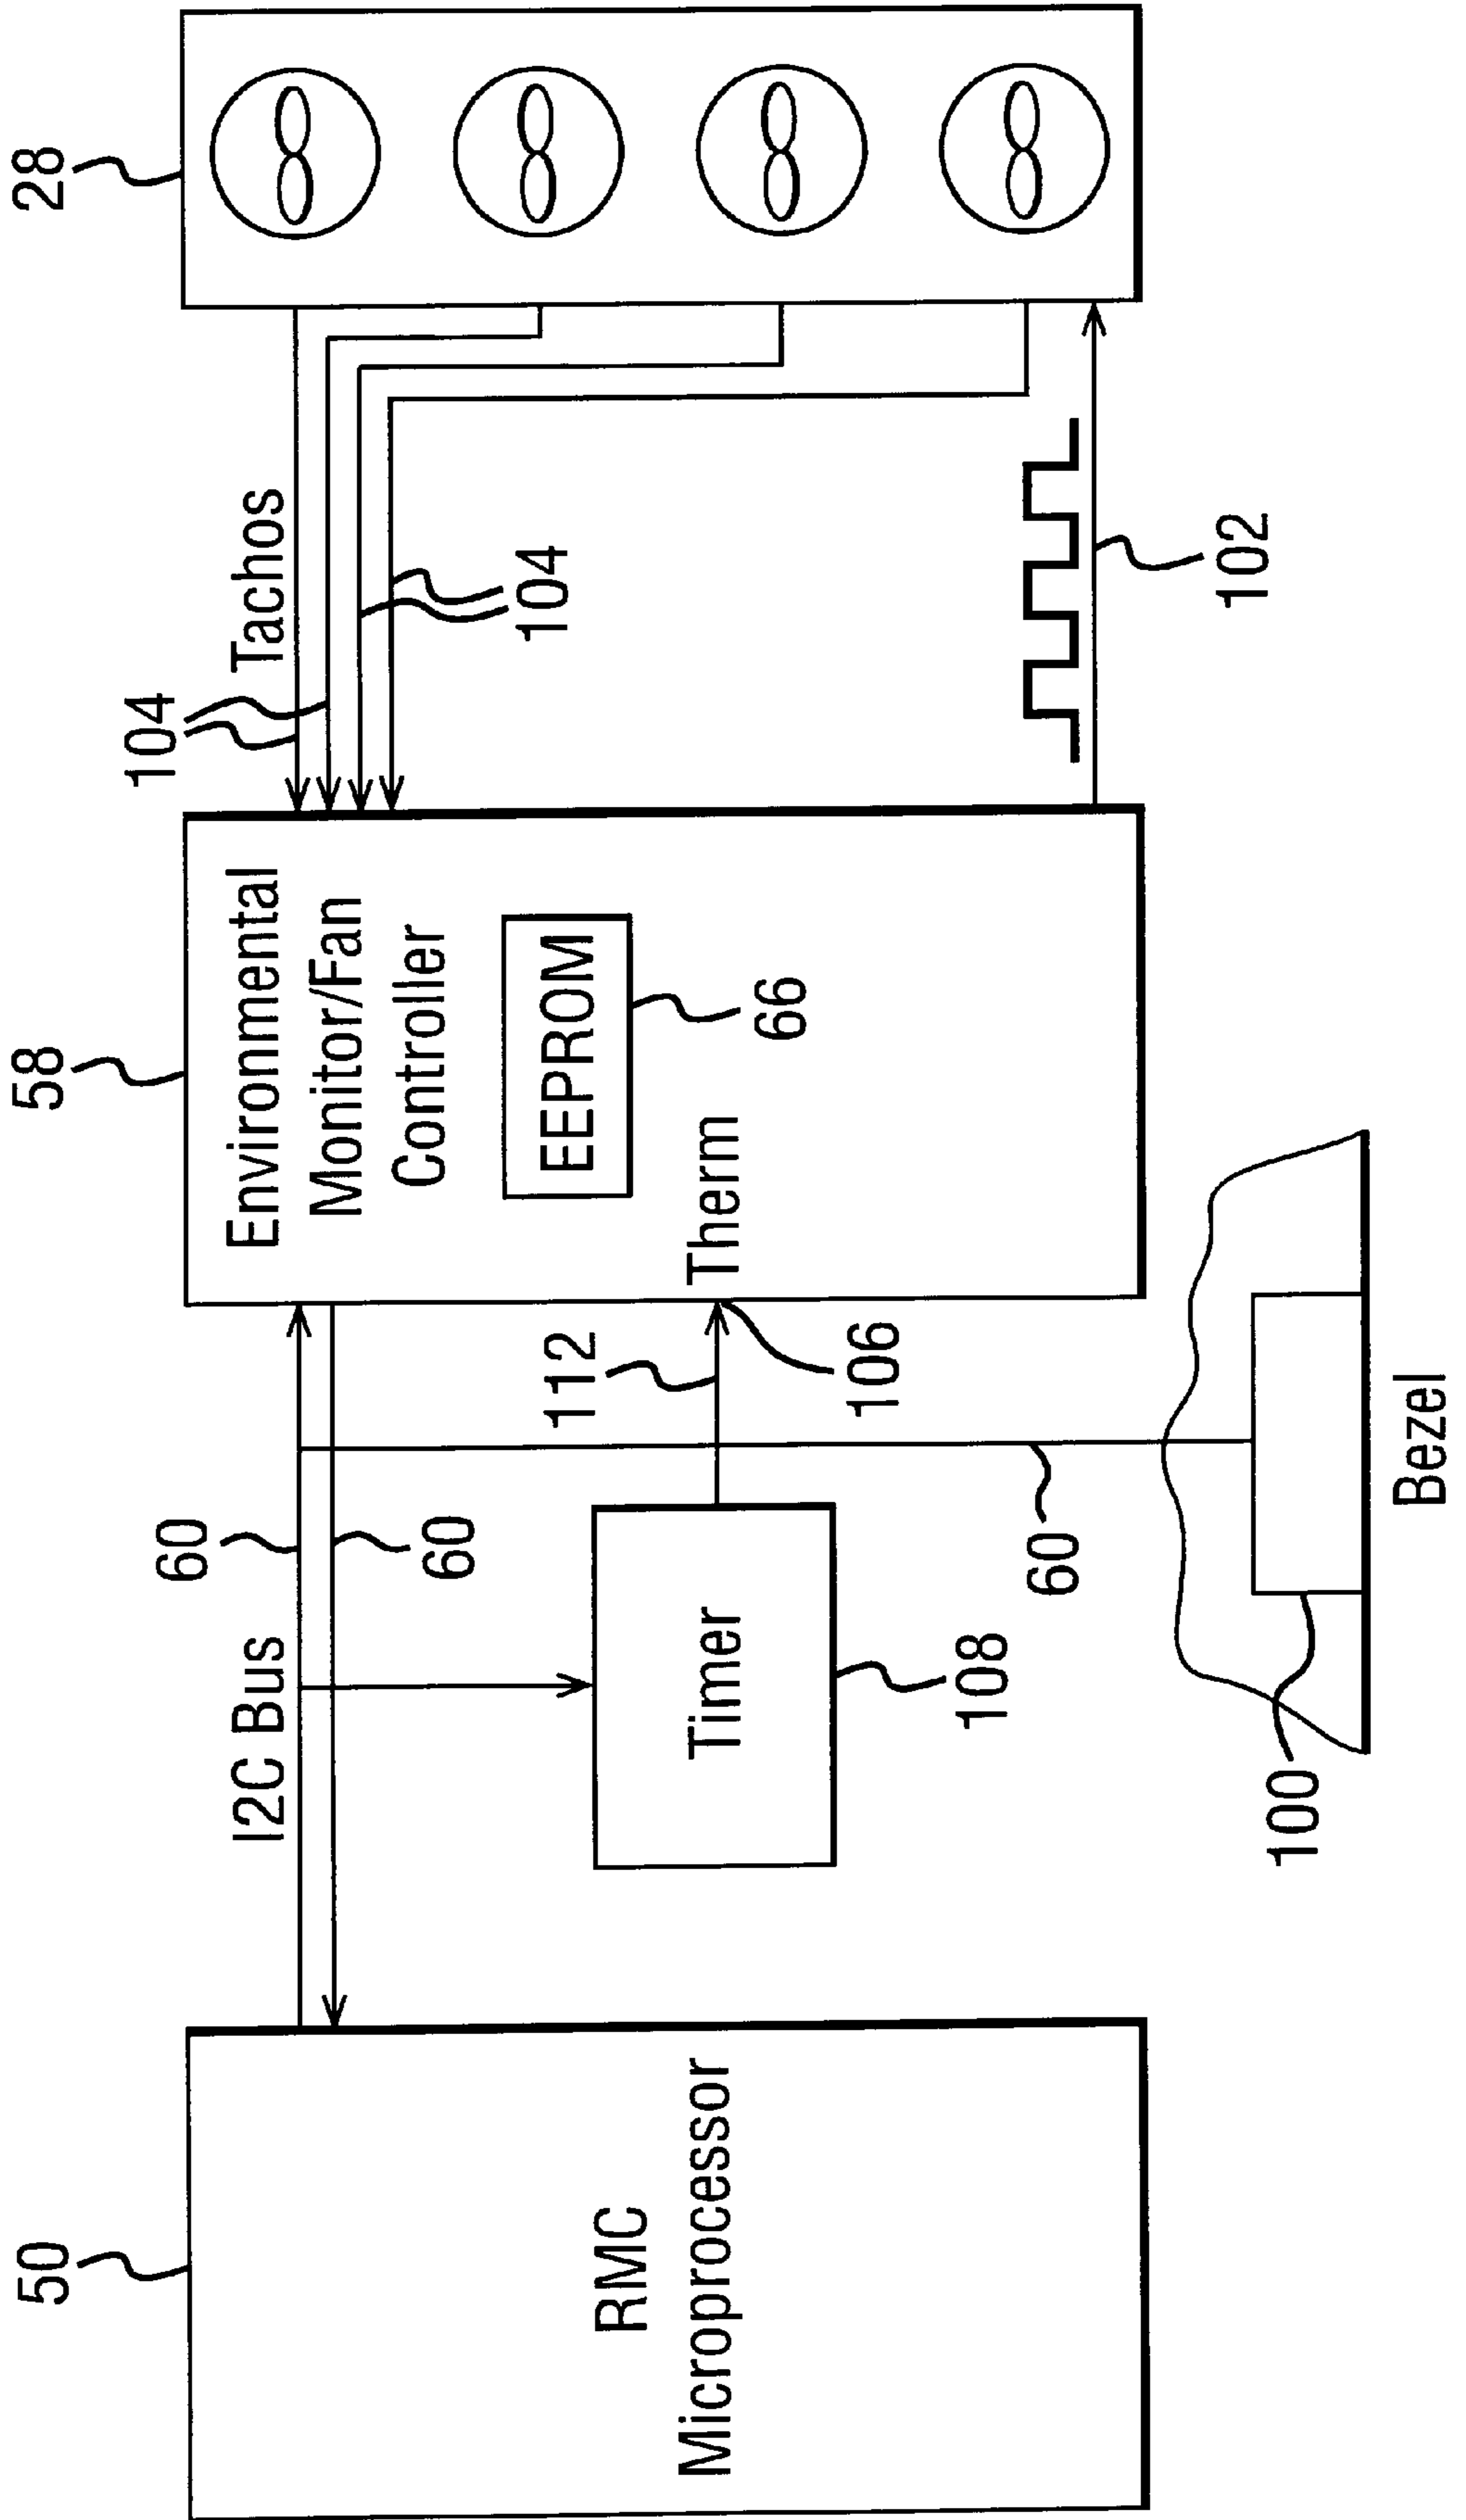 50
58
28
RMC
Microprocessor
I2C Bus
60
60
Timer
108
112
106
60
100
Bezel
Environmental
Monitor/Fan
Controller
EEPROM
66
Therm
104
Tachos
104
102